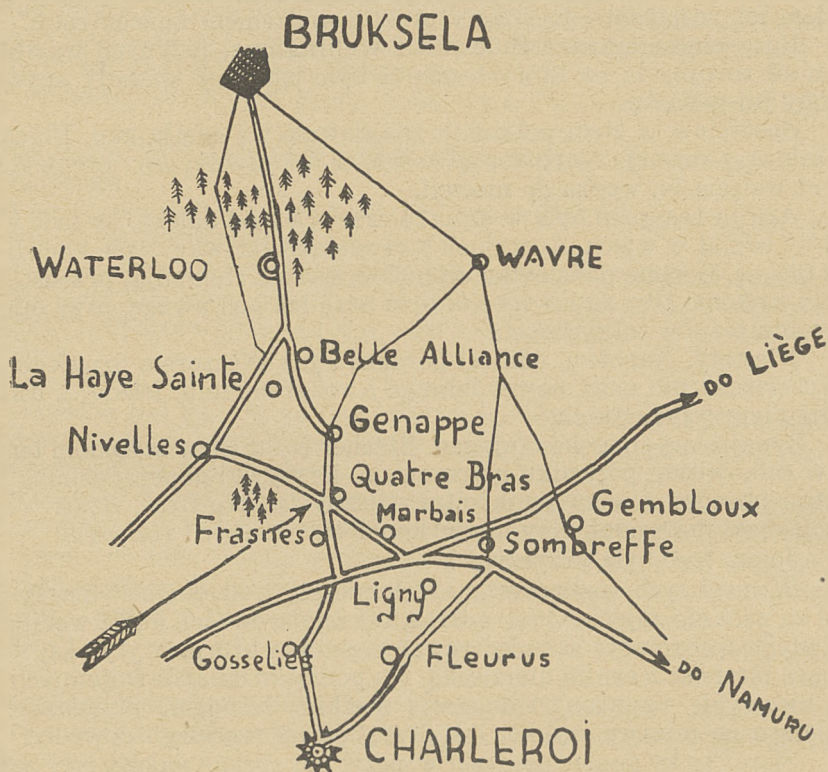 BRUKSELA
WATERLOO
WAVRE
Belle Alliance
DO LIÈGE
La Haye Sainte
Genappe
Nivelles
Quatre Bras
Marbais
Gembloux
Frasnes
Sombreffe
Ligny
Gosselies
Fleurus
DO NAMURU
CHARLEROI